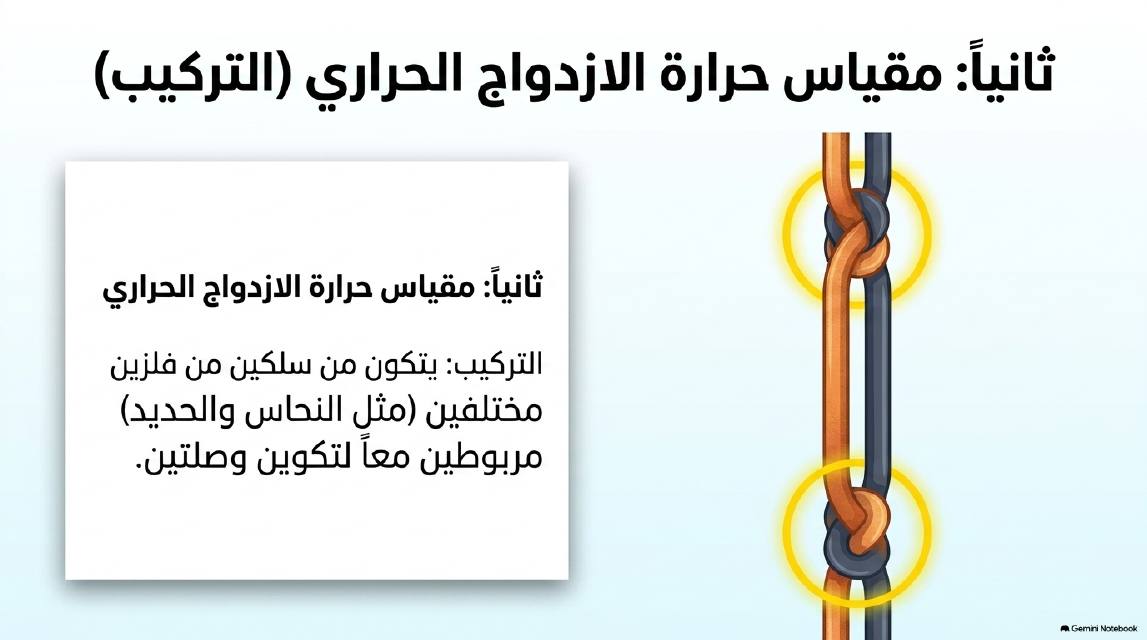 ثانياً: مقياس حرارة الازدواج الحراري (التركيب)
ثانياً: مقياس حرارة الازدواج الحراري
التركيب: يتكون من سلكين من فلزين
مختلفين (مثل النحاس والحديد)
مربوطين معاً لتكوين وصلتين.
Gemini Notebook